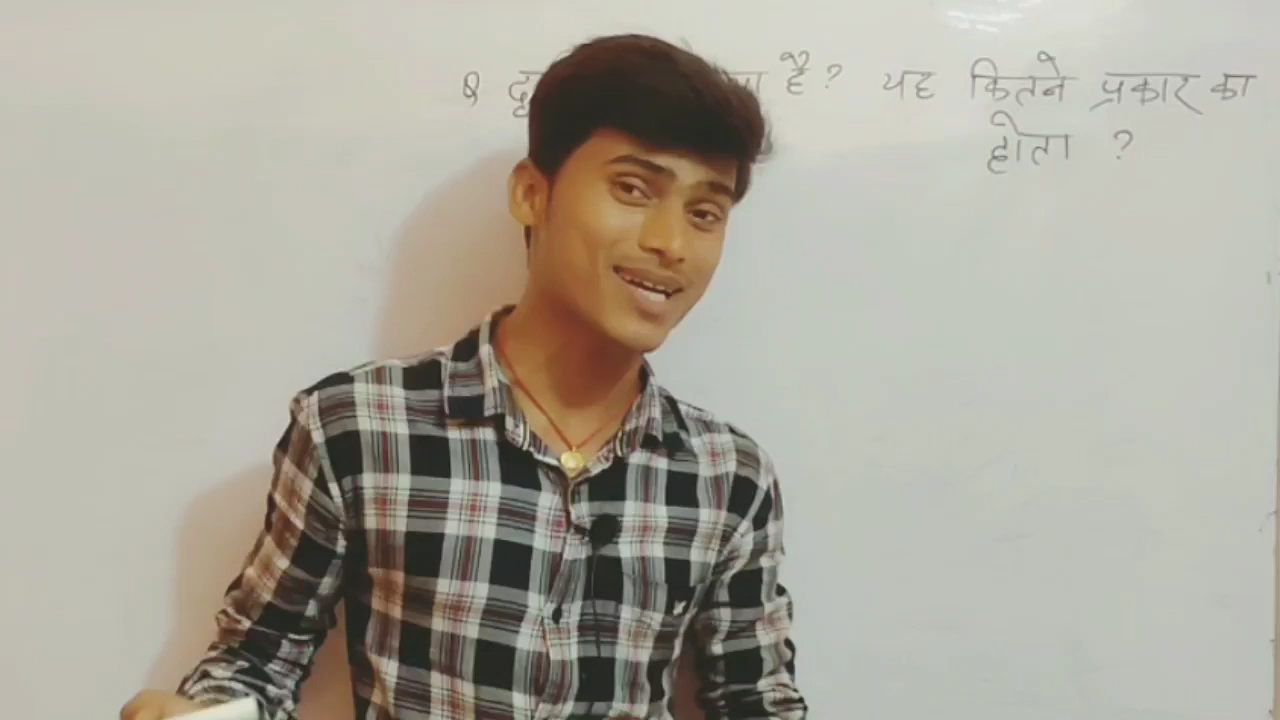 Q है? यह कितने प्रकार का
होता ?